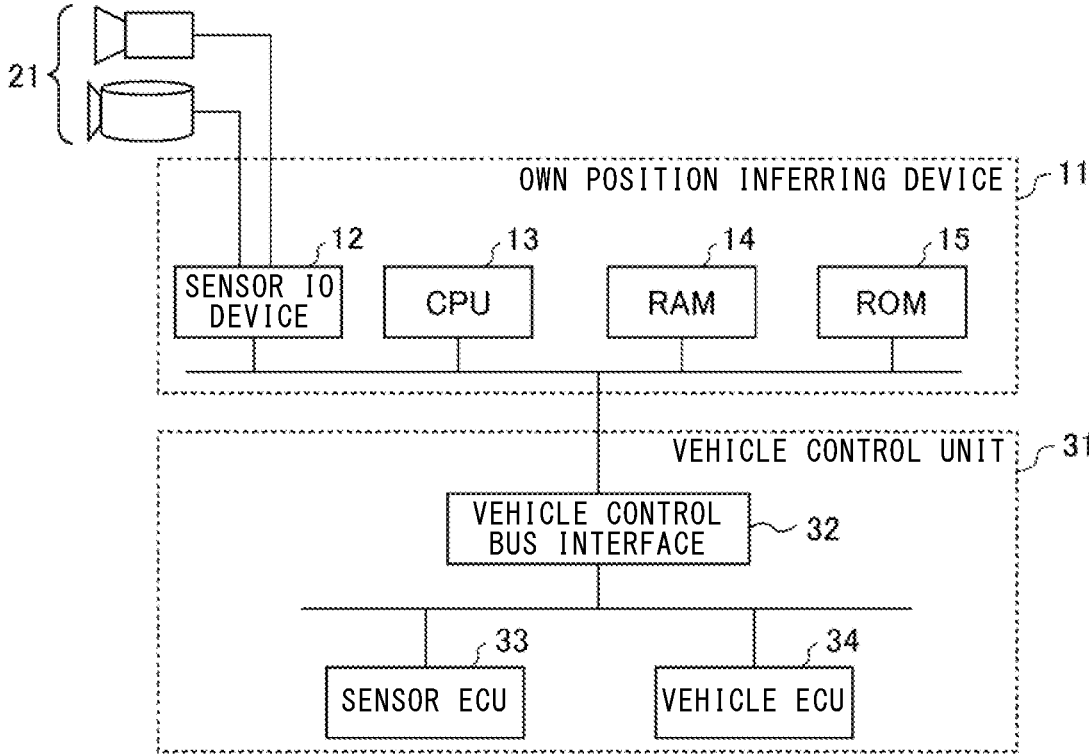 21
OWN POSITION INFERRING DEVICE
11
12
13
14
15
SENSOR IO
DEVICE
CPU
RAM
ROM
VEHICLE CONTROL UNIT
31
VEHICLE CONTROL
BUS INTERFACE
32
33
34
SENSOR ECU
VEHICLE ECU